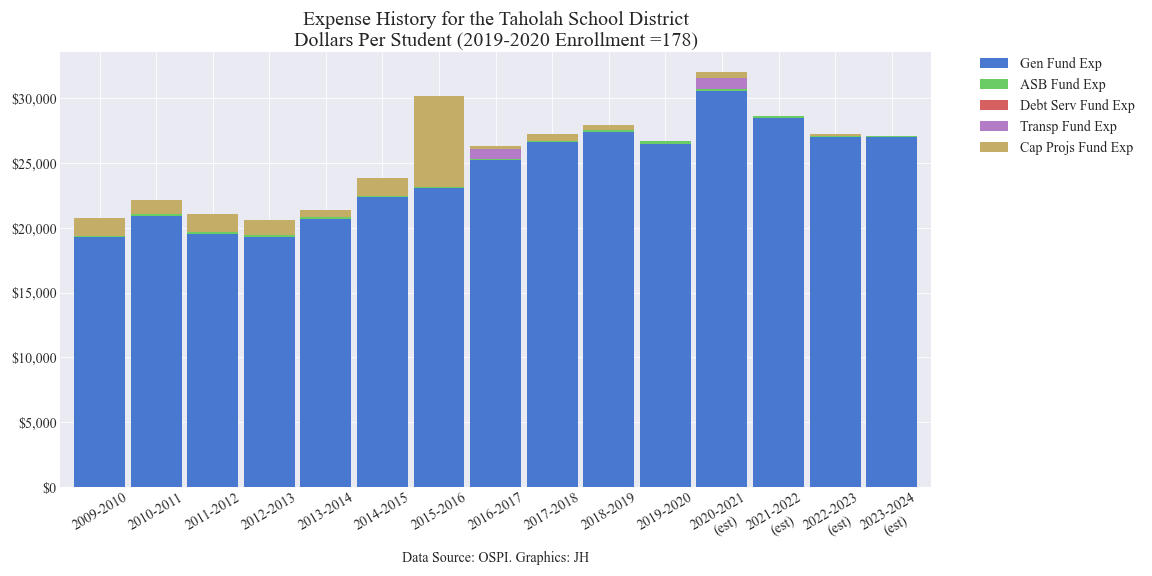 Expense History for the Taholah School District
Dollars Per Student (2019-2020 Enrollment =178)
Gen Fund Exp
ASB Fund Exp
Debt Serv Fund Exp
Transp Fund Exp
Cap Projs Fund Exp
$30,000
$25,000
$20,000
$15,000
$10,000
$5,000
$0
2009-2010
2010-2011
2011-2012
2012-2013
2013-2014
2014-2015
2015-2016
2016-2017
2017-2018
2018-2019
2019-2020
2020-2021
(est)
2021-2022
(est)
2022-2023
(est)
2023-2024
(est)
Data Source: OSPI. Graphics: JH